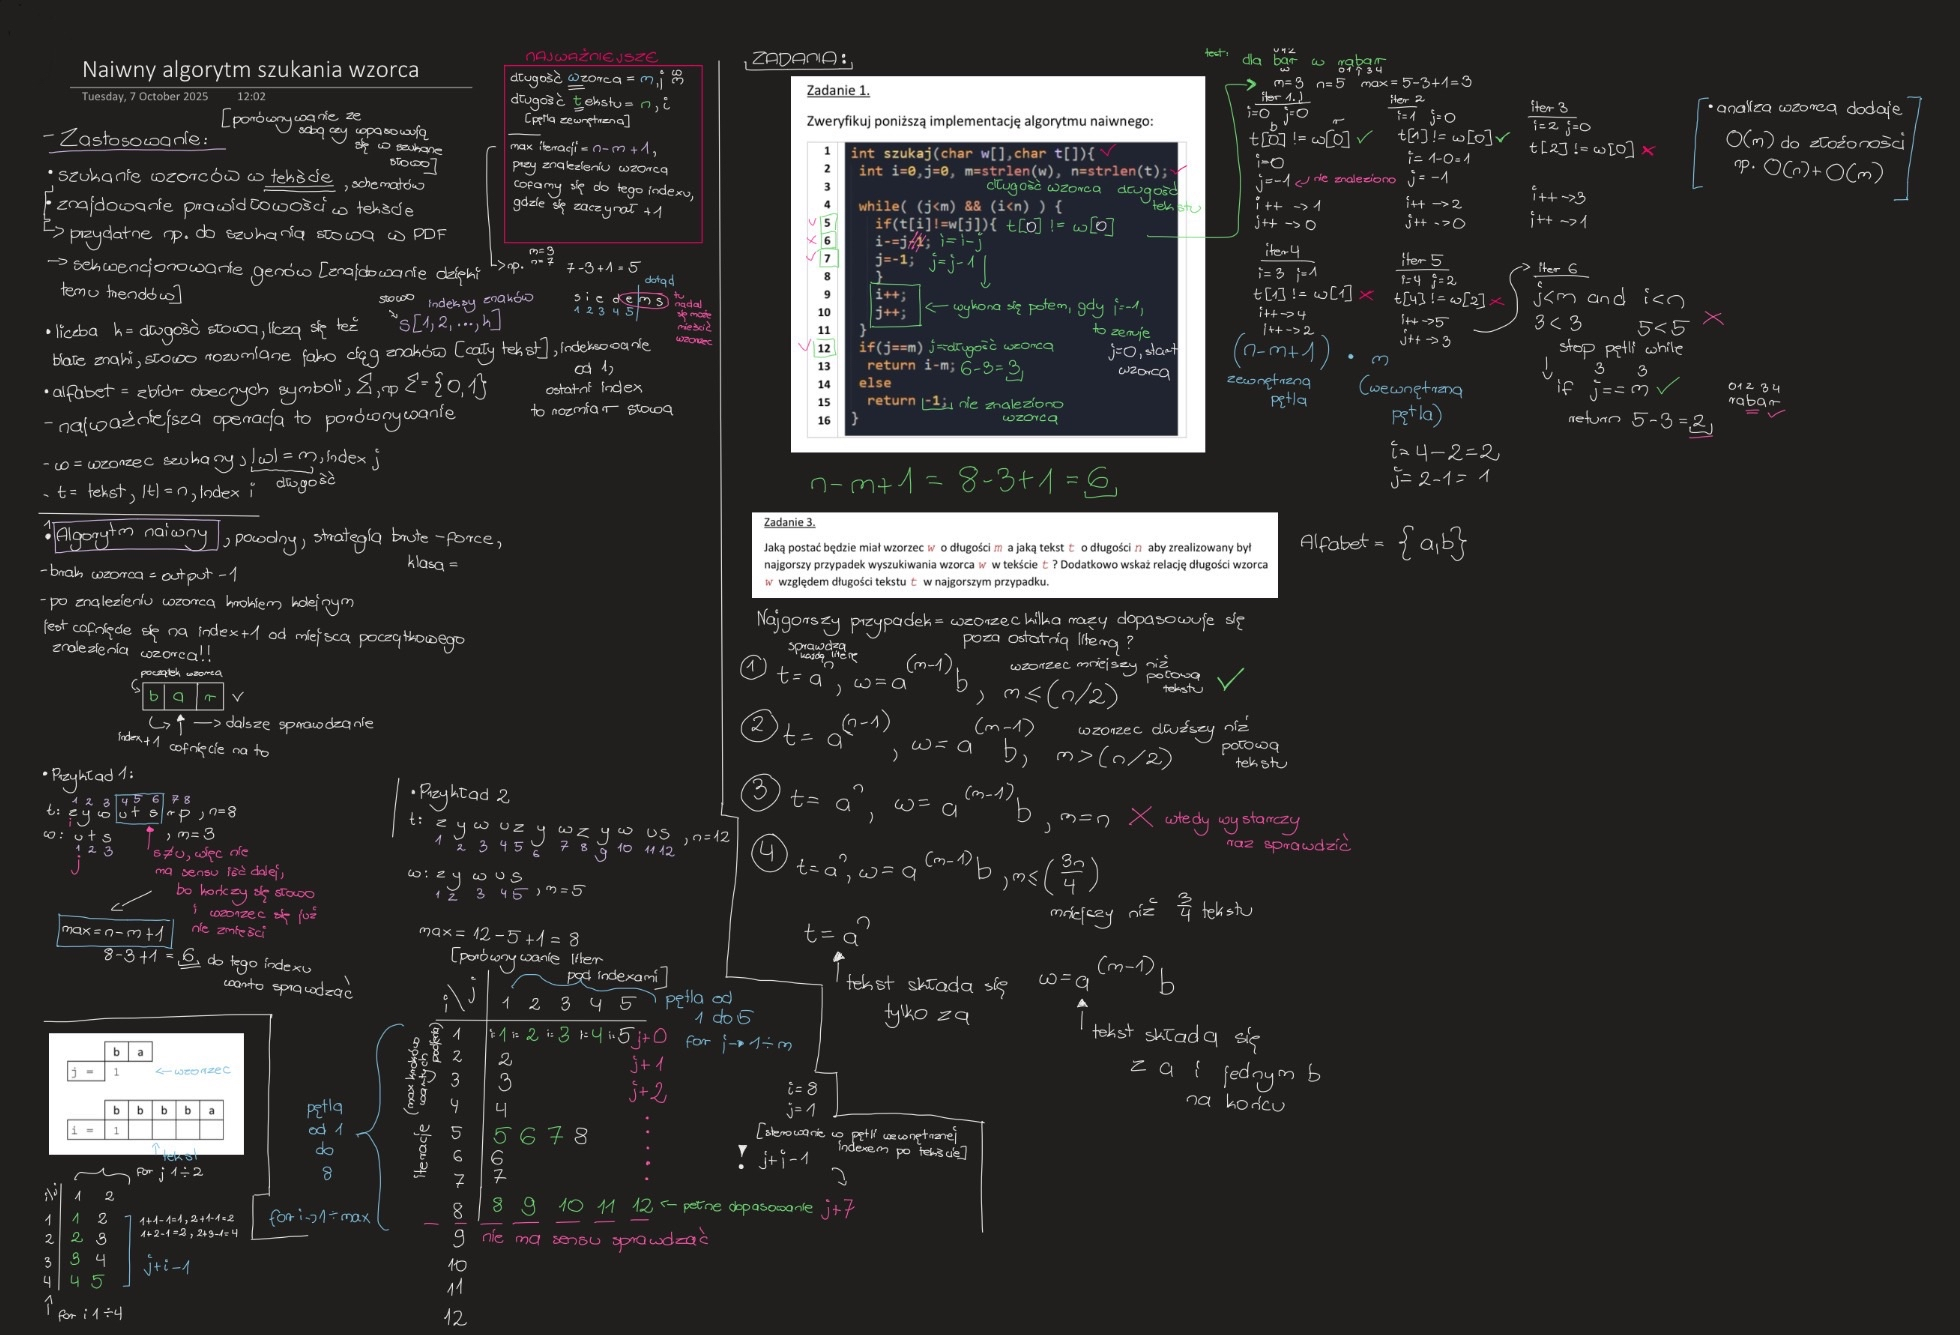 Naiwny algorytm szukania wzorca
Tuesday, 7 October 2025 12:02
- Zastosowanie:
[porównywanie ze
sobą czy wpasowują
się w szukane
słowo]
• szukanie wzorców w tekście, schematów
• znajdowanie prawidłowości w tekście
-> przydatne np. do szukania słowa w PDF
-> sekwencjonowanie genów [znajdowanie dzięki
temu trendów]
słowo
indeksy znaków
s[1,2,...,n]
• liczba n = długość słowa, liczą się też
białe znaki, słowo rozumiane jako ciąg znaków [cały tekst], indeksowanie
od 1,
ostatni index
to rozmiar słowa
• alfabet = zbiór obecnych symboli, Σ, np Σ={0,1}
- najważniejsza operacja to porównywanie
- w = wzorzec szukany, |w| = m, index j
długość
- t = tekst, |t| = n, index i
NAJWAŻNIEJSZE
długość wzorca = m, j
długość tekstu = n, i
[pętla zewnętrzna]
max iteracji = n-m+1,
przy znalezieniu wzorca
cofamy się do tego indexu,
gdzie się zaczynał +1
-> np. m=3
n=7
7-3+1=5
dotąd
s i e d e m s
1 2 3 4 5
tu
nadal
się może
mieścić
wzorzec
1
• Algorytm naiwny, powolny, strategia brute-force,
klasa =
- brak wzorca = output -1
- po znalezieniu wzorca krokiem kolejnym
jest cofnięcie się na index+1 od miejsca początkowego
znalezienia wzorca!!
początek wzorca
b a r v
-> dalsze sprawdzanie
index+1 cofnięcie na to
• Przykład 1:
1 2 3 4 5 6 7 8
t: z y w u t s r p, n=8
w: u t s, m=3
1 2 3
j
s≠u, więc nie
ma sensu iść dalej,
bo kończy się słowo
i wzorzec się już
nie zmieści
max = n-m+1
8-3+1 = 6 do tego indexu
warto sprawdzać
b a
j = 1 <- wzorzec
b b b b a
i = 1
tekst
for j 1÷2
i\j 1 2
1 1 2
2 2 3
3 3 4
4 4 5
1+1-1=1, 2+1-1=2
1+2-1=2, 2+3-1=4
j+i-1
for i 1÷4
• Przykład 2
t: z y w u z y w z y w u s, n=12
1 2 3 4 5 6 7 8 9 10 11 12
w: z y w u s
1 2 3 4 5, m=5
max = 12-5+1 = 8
[porównywanie liter
pod indexami]
i\j 1 2 3 4 5
pętla od
1 do 5
for j -> 1÷m
iteracje
pętla
od 1
do
8
for i -> 1÷max
1 i=1 i=2 i=3 i=4 i=5 j+0
2 2 j+1
3 3 j+2
4 4
5 5 6 7 8
6 6
7 7
8 8 9 10 11 12 <- pełne dopasowanie j+7
9 nie ma sensu sprawdzać
10
11
12
i=8
j=1
[sterowanie w pętli wewnętrznej
indexem po tekście]
! j+i-1
ZADANIA:
Zadanie 1.
Zweryfikuj poniższą implementację algorytmu naiwnego:
1 int szukaj(char w[],char t[]){
2 int i=0,j=0, m=strlen(w), n=strlen(t);
3 długość wzorca długość tekstu
4 while( (j<m) && (i<n) ) {
5 if(t[i]!=w[j]){ t[0] != w[0]
6 i-=j-1; i=i-j
7 j=-1; j=j-1
8 }
9 i++;
10 j++;
<- wykona się potem, gdy j=-1,
to zeruje
j=0, start
wzorca
11 }
12 if(j==m) j=długość wzorca
13 return i-m; 6-3=3
14 else
15 return -1; nie znaleziono
wzorca
16 }
n-m+1 = 8-3+1 = 6
test: dla bar w rabar
012
01234
m=3 n=5 max=5-3+1=3
iter 1.
i=0 j=0
t[0] != w[0]
i=0
j=-1 <- nie znaleziono
i++ -> 1
j++ -> 0
iter 2
i=1 j=0
t[1] != w[0]
i=1-0=1
j=-1
i++ -> 2
j++ -> 0
iter 3
i=2 j=0
t[2] != w[0] x
i++ -> 3
i++ -> 1
iter 4
i=3 j=1
t[1] != w[1] x
i++ -> 4
i++ -> 2
iter 5
i=4 j=2
t[4] != w[2] x
i++ -> 5
j++ -> 3
iter 6
j<m and i<n
3<3 5<5 x
stop pętli while
3 3
if j == m
return 5-3=2
01234
rabar
(n-m+1) • m
zewnętrzna
pętla
(wewnętrzna
pętla)
i=4-2=2
j=2-1=1
• analiza wzorca dodaje
O(m) do złożoności
np. O(n)+O(m)
Zadanie 3.
Jaką postać będzie miał wzorzec w o długości m a jaką tekst t o długości n aby zrealizowany był
najgorszy przypadek wyszukiwania wzorca w w tekście t ? Dodatkowo wskaż relację długości wzorca
w względem długości tekstu t w najgorszym przypadku.
Alfabet = {a,b}
Najgorszy przypadek = wzorzec kilka razy dopasowuje się
poza ostatnią literą?
sprawdza
każdą literę
① t=aⁿ, w=a^(m-1)b, m≤(n/2)
wzorzec mniejszy niż
połowa
tekstu
② t=a^(n-1), w=a^(m-1)b, m>(n/2)
wzorzec dłuższy niż
połowa
tekstu
③ t=aⁿ, w=a^(m-1)b, m=n x wtedy wystarczy
raz sprawdzić
④ t=aⁿ, w=a^(m-1)b, m≤(3n/4)
mniejszy niż 3/4 tekstu
t=aⁿ
tekst składa się
tylko z a
w=a^(m-1)b
tekst składa się
z a i jednym b
na końcu